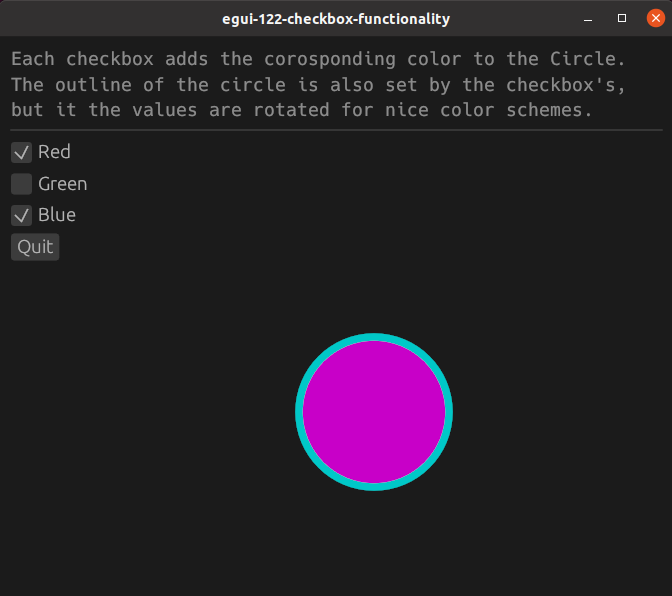 egui-122-checkbox-functionality
Each checkbox adds the corosponding color to the Circle.
The outline of the circle is also set by the checkbox's,
but it the values are rotated for nice color schemes.
Red
Green
Blue
Quit